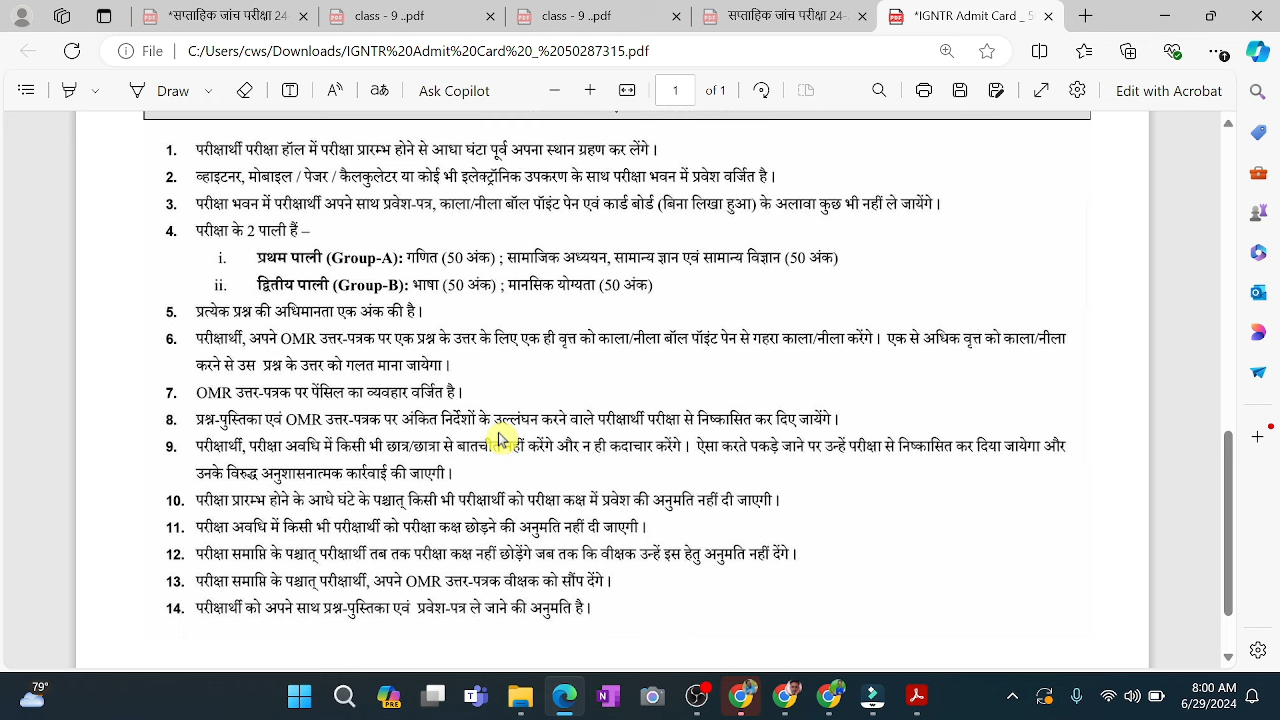 *सप्ताहिक जांच परीक्षा 24
class - 9 .pdf
class - 9 .pdf
सप्ताहिक जांच परीक्षा 24
*IGNTR Admit Card _ 5
File C:/Users/cws/Downloads/IGNTR%20Admit%20Card%20_%2050287315.pdf
Draw Ask Copilot 1 of 1 Edit with Acrobat
1. परीक्षार्थी परीक्षा हॉल में परीक्षा प्रारम्भ होने से आधा घंटा पूर्व अपना स्थान ग्रहण कर लेंगे।
2. व्हाइटनर, मोबाइल / पेजर / कैलकुलेटर या कोई भी इलेक्ट्रॉनिक उपकरण के साथ परीक्षा भवन में प्रवेश वर्जित है।
3. परीक्षा भवन में परीक्षार्थी अपने साथ प्रवेश-पत्र, काला/नीला बॉल पॉइंट पेन एवं कार्ड बोर्ड (बिना लिखा हुआ) के अलावा कुछ भी नहीं ले जायेंगे।
4. परीक्षा के 2 पाली हैं –
i. प्रथम पाली (Group-A): गणित (50 अंक) ; सामाजिक अध्ययन, सामान्य ज्ञान एवं सामान्य विज्ञान (50 अंक)
ii. द्वितीय पाली (Group-B): भाषा (50 अंक) ; मानसिक योग्यता (50 अंक)
5. प्रत्येक प्रश्न की अधिमानता एक अंक की है।
6. परीक्षार्थी, अपने OMR उत्तर-पत्रक पर एक प्रश्न के उत्तर के लिए एक ही वृत्त को काला/नीला बॉल पॉइंट पेन से गहरा काला/नीला करेंगे। एक से अधिक वृत्त को काला/नीला
करने से उस प्रश्न के उत्तर को गलत माना जायेगा।
7. OMR उत्तर-पत्रक पर पेंसिल का व्यवहार वर्जित है।
8. प्रश्न-पुस्तिका एवं OMR उत्तर-पत्रक पर अंकित निर्देशों के उल्लंघन करने वाले परीक्षार्थी परीक्षा से निष्कासित कर दिए जायेंगे।
9. परीक्षार्थी, परीक्षा अवधि में किसी भी छात्र/छात्रा से बातचीत नहीं करेंगे और न ही कदाचार करेंगे। ऐसा करते पकड़े जाने पर उन्हें परीक्षा से निष्कासित कर दिया जायेगा और
उनके विरुद्ध अनुशासनात्मक कार्रवाई की जाएगी।
10. परीक्षा प्रारम्भ होने के आधे घंटे के पश्चात् किसी भी परीक्षार्थी को परीक्षा कक्ष में प्रवेश की अनुमति नहीं दी जाएगी।
11. परीक्षा अवधि में किसी भी परीक्षार्थी को परीक्षा कक्ष छोड़ने की अनुमति नहीं दी जाएगी।
12. परीक्षा समाप्ति के पश्चात् परीक्षार्थी तब तक परीक्षा कक्ष नहीं छोड़ेंगे जब तक कि वीक्षक उन्हें इस हेतु अनुमति नहीं देंगे।
13. परीक्षा समाप्ति के पश्चात् परीक्षार्थी, अपने OMR उत्तर-पत्रक वीक्षक को सौंप देंगे।
14. परीक्षार्थी को अपने साथ प्रश्न-पुस्तिका एवं प्रवेश-पत्र ले जाने की अनुमति है।
79°
8:00 AM
6/29/2024